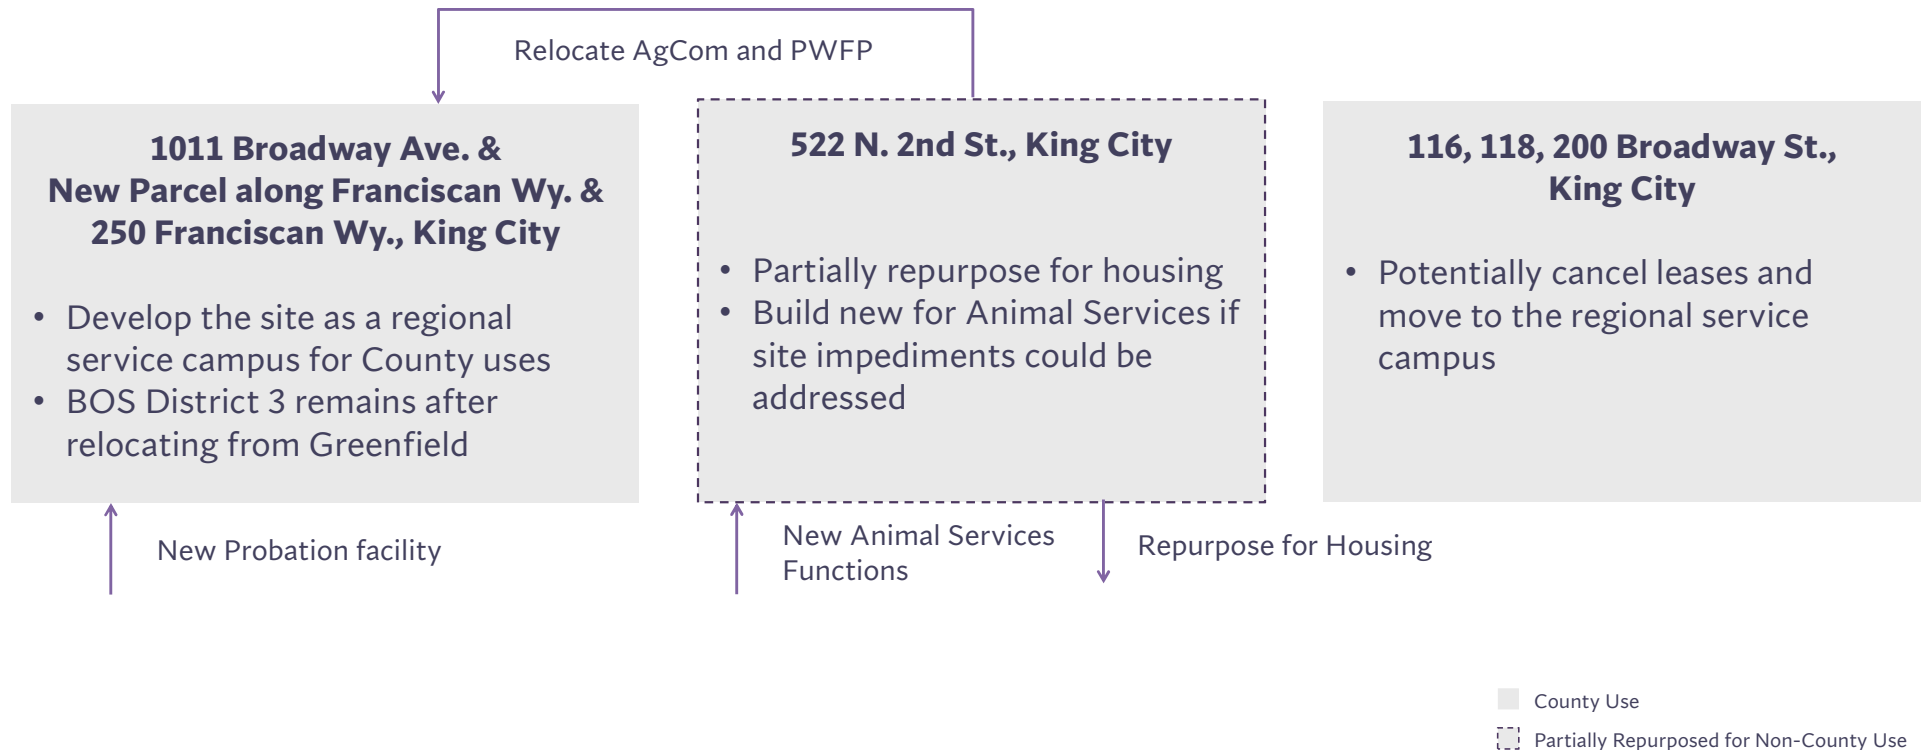 Relocate AgCom and PWFP
1011 Broadway Ave. &
New Parcel along Franciscan Wy. &
250 Franciscan Wy., King City
• Develop the site as a regional
service campus for County uses
• BOS District 3 remains after
relocating from Greenfield
522 N. 2nd St., King City
• Partially repurpose for housing
• Build new for Animal Services if
site impediments could be
addressed
116, 118, 200 Broadway St.,
King City
• Potentially cancel leases and
move to the regional service
campus
New Probation facility
New Animal Services
Functions
Repurpose for Housing
County Use
Partially Repurposed for Non-County Use